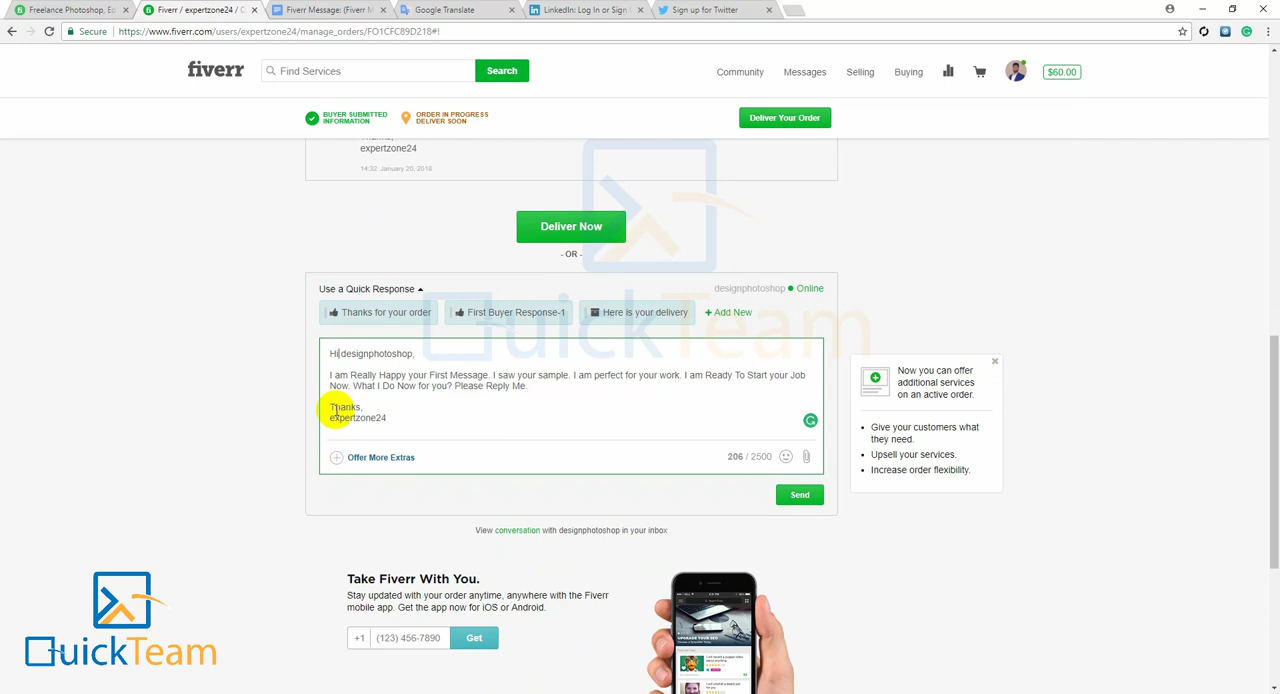 Freelance Photoshop, Ex
Fiverr / expertzone24 / C
Fiverr Message: (Fiverr M
Google Translate
LinkedIn: Log In or Sign
Sign up for Twitter
Secure
https://www.fiverr.com/users/expertzone24/manage_orders/FO1CFC89D218#!
fiverr
Find Services
Search
Community
Messages
Selling
Buying
$60.00
BUYER SUBMITTED
INFORMATION
ORDER IN PROGRESS
DELIVER SOON
Deliver Your Order
expertzone24
14:32 January 20, 2018
Deliver Now
- OR -
Use a Quick Response
designphotoshop
Online
Thanks for your order
First Buyer Response-1
Here is your delivery
+ Add New
QuickTeam
Hi designphotoshop,
I am Really Happy your First Message. I saw your sample. I am perfect for your work. I am Ready To Start your Job
Now. What I Do Now for you? Please Reply Me.
Thanks,
expertzone24
Offer More Extras
206 / 2500
Send
Now you can offer
additional services
on an active order.
Give your customers what
they need.
Upsell your services.
Increase order flexibility.
View conversation with designphotoshop in your inbox
Take Fiverr With You.
Stay updated with your order anytime, anywhere with the Fiverr
mobile app. Get the app now for iOS or Android.
+1
(123) 456-7890
Get
UPGRADE YOUR SEO
QuickTeam